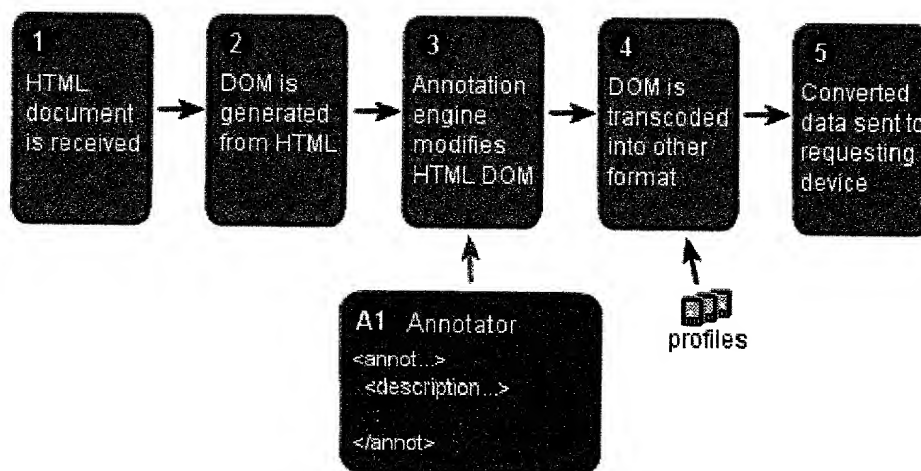 1
HTML
document
is received
2
DOM is
generated
from HTML
3
Annotation
engine
modifies
HTML DOM
4
DOM is
transcoded
into other
format
5
Converted
data sent to
requesting
device
A1 Annotator
<annot...>
<description...>
</annot>
profiles